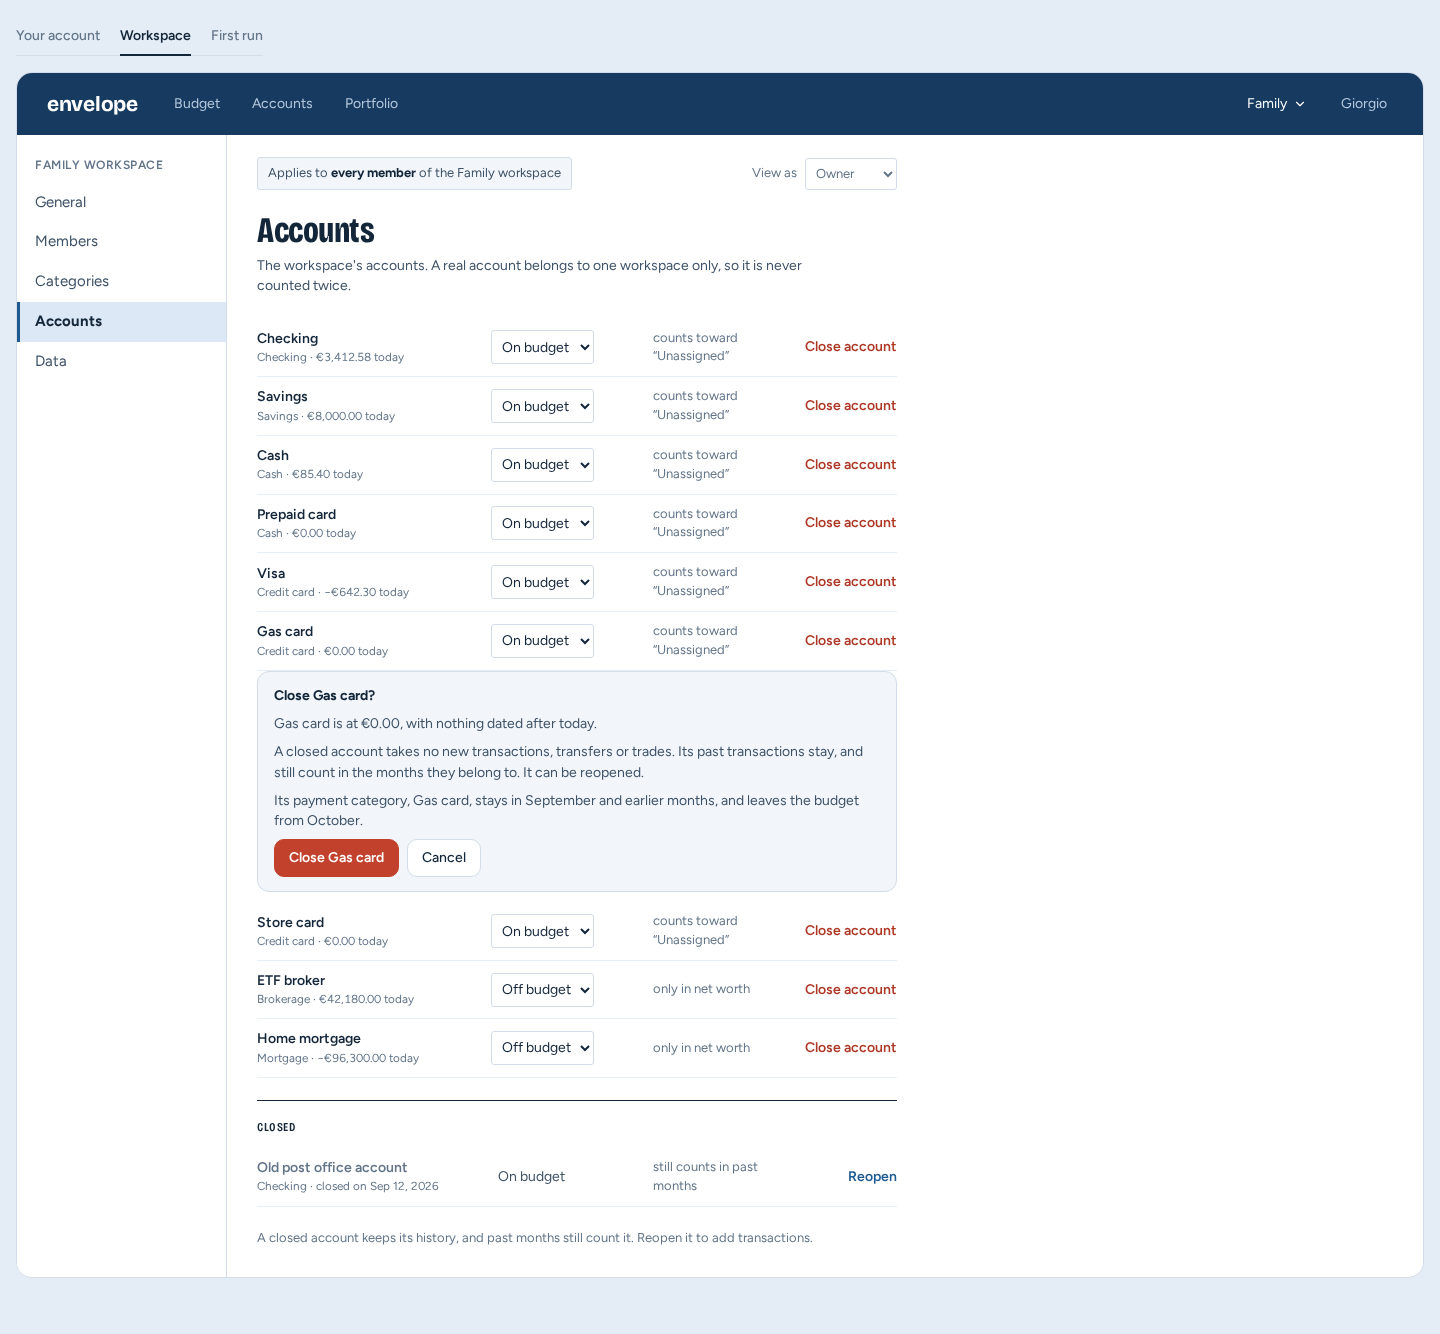 Your account Workspace First run
envelope Budget Accounts Portfolio Family Giorgio
FAMILY WORKSPACE
General
Members
Categories
Accounts
Data
Applies to every member of the Family workspace View as Owner
Accounts
The workspace's accounts. A real account belongs to one workspace only, so it is never
counted twice.
Checking
Checking · €3,412.58 today
On budget
counts toward
“Unassigned”
Close account
Savings
Savings · €8,000.00 today
On budget
counts toward
“Unassigned”
Close account
Cash
Cash · €85.40 today
On budget
counts toward
“Unassigned”
Close account
Prepaid card
Cash · €0.00 today
On budget
counts toward
“Unassigned”
Close account
Visa
Credit card · −€642.30 today
On budget
counts toward
“Unassigned”
Close account
Gas card
Credit card · €0.00 today
On budget
counts toward
“Unassigned”
Close account
Close Gas card?
Gas card is at €0.00, with nothing dated after today.
A closed account takes no new transactions, transfers or trades. Its past transactions stay, and
still count in the months they belong to. It can be reopened.
Its payment category, Gas card, stays in September and earlier months, and leaves the budget
from October.
Close Gas card Cancel
Store card
Credit card · €0.00 today
On budget
counts toward
“Unassigned”
Close account
ETF broker
Brokerage · €42,180.00 today
Off budget
only in net worth
Close account
Home mortgage
Mortgage · −€96,300.00 today
Off budget
only in net worth
Close account
CLOSED
Old post office account
Checking · closed on Sep 12, 2026
On budget
still counts in past
months
Reopen
A closed account keeps its history, and past months still count it. Reopen it to add transactions.